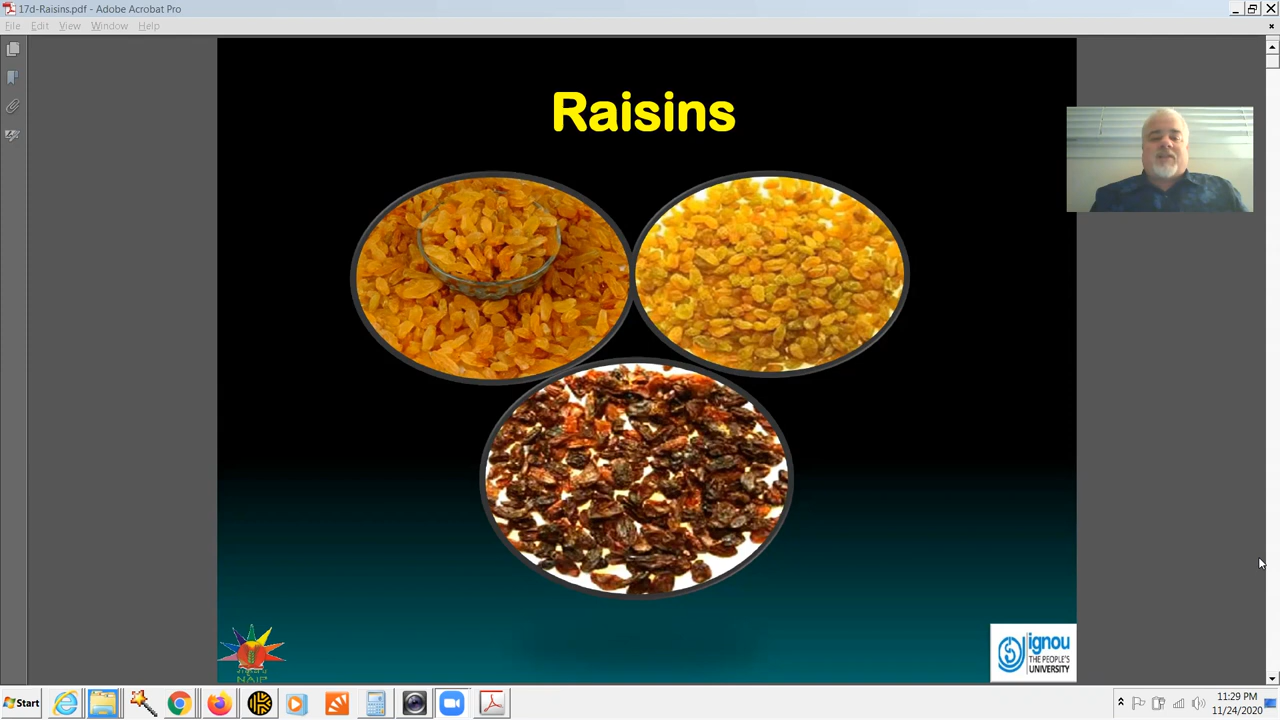 17d-Raisins.pdf - Adobe Acrobat Pro
File Edit View Window Help
Raisins
NAIP
ignou
THE PEOPLE'S
UNIVERSITY
Start
11:29 PM
11/24/2020